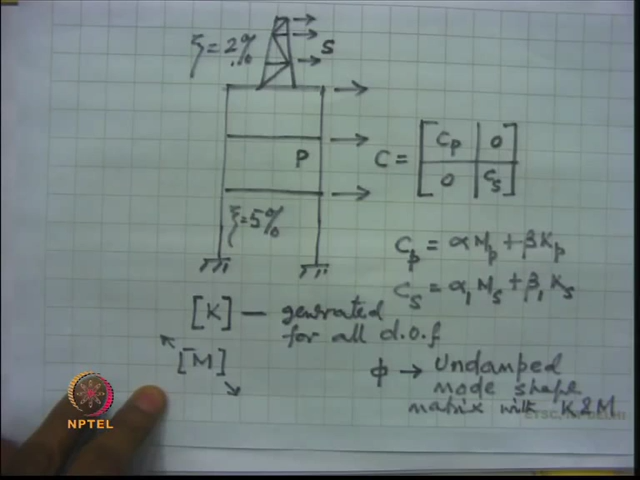 ξ = 2%
S
P
ξ = 5%
C = [ Cp | 0 ; 0 | Cs ]
Cp = αMp + βKp
Cs = α₁Ms + β₁Ks
[K] — generated for all d.o.f
[M]
ϕ → Undamped
mode shape
matrix with K & M
NPTEL